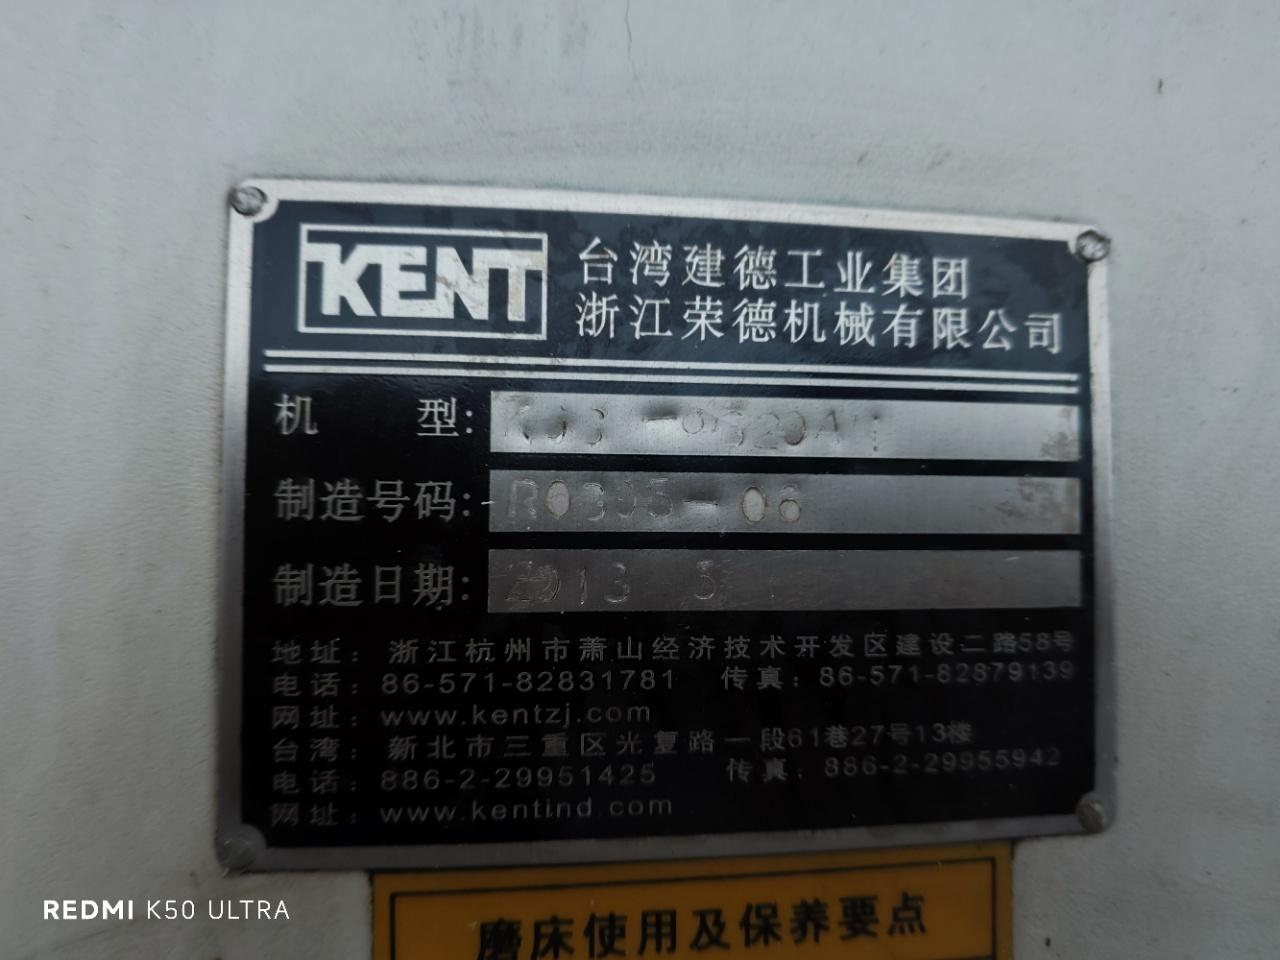 KENT
台湾建德工业集团
浙江荣德机械有限公司
机 型:
制造号码: R0305-06
制造日期: 2013 5
地址: 浙江杭州市萧山经济技术开发区建设二路58号
电话: 86-571-82831781 传真: 86-571-82879139
网址: www.kentzj.com
台湾: 新北市三重区光复路一段61巷27号13楼
电话: 886-2-29951425 传真: 886-2-29955942
网址: www.kentind.com
磨床使用及保养要点
REDMI K50 ULTRA